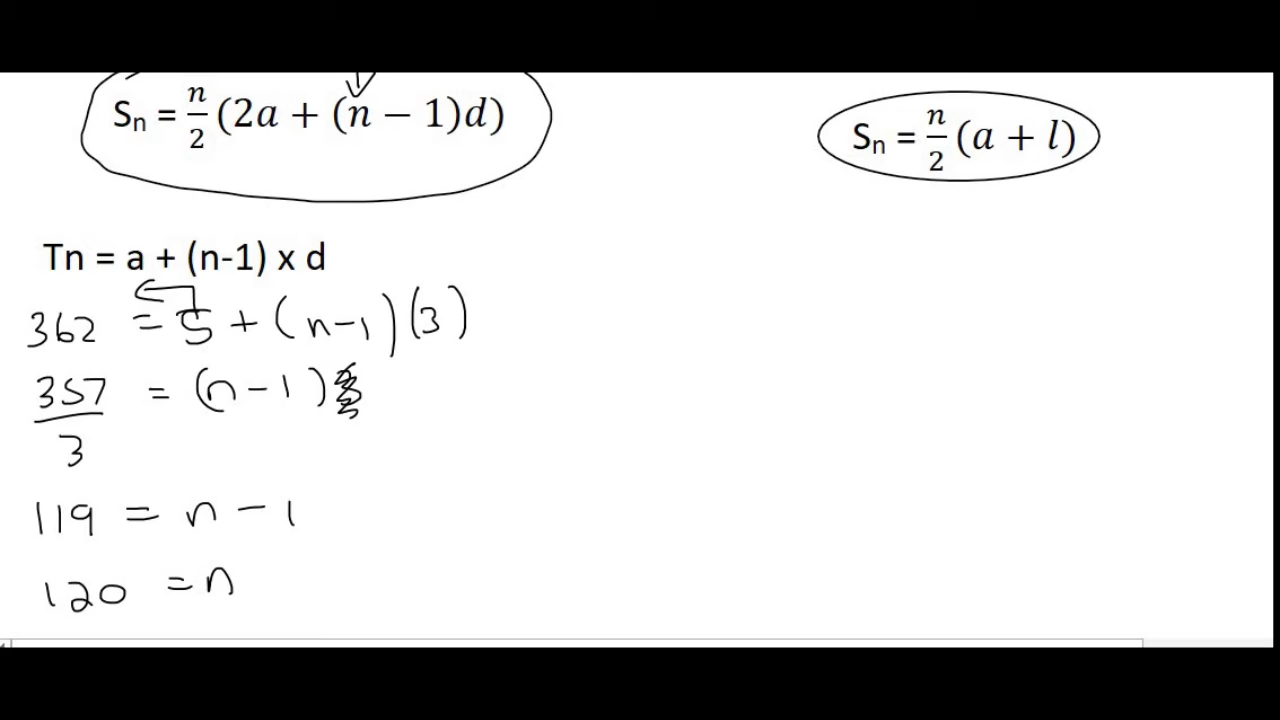 Sn = n/2 (2a + (n − 1)d)
Sn = n/2 (a + l)
Tn = a + (n-1) x d
362 = 5 + (n-1)(3)
357/3 = (n-1)
119 = n - 1
120 = n